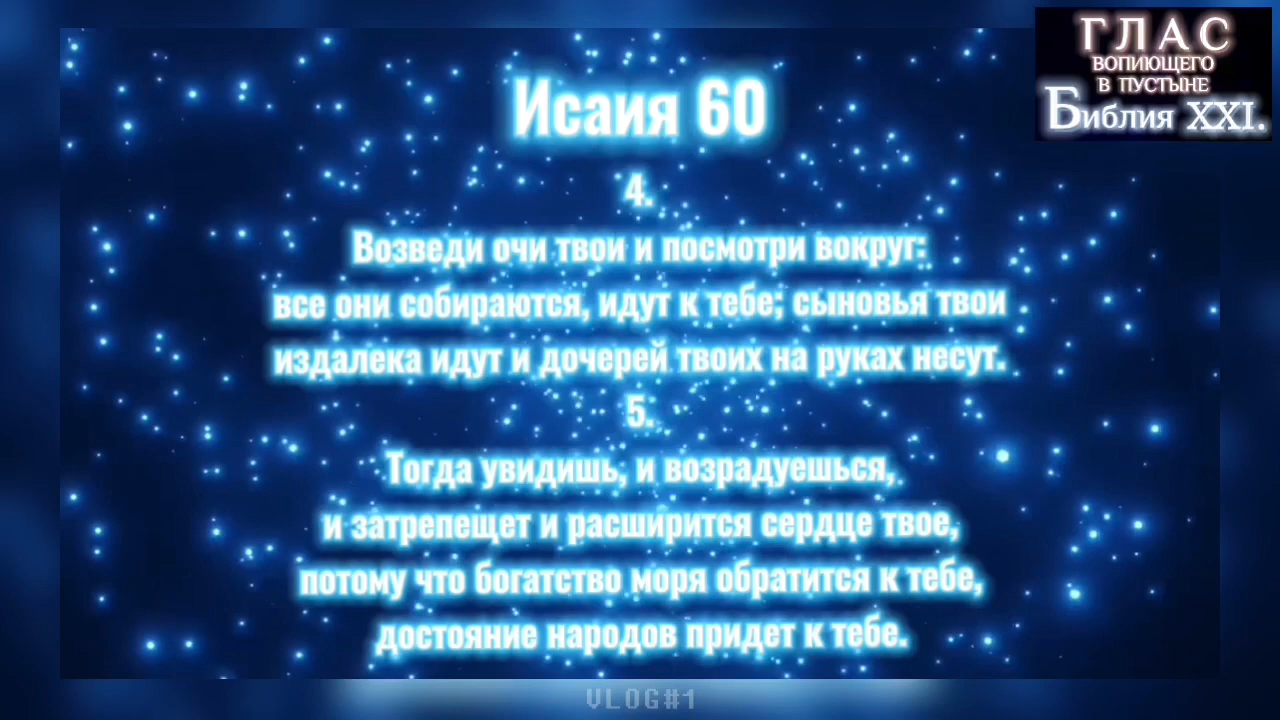 ГЛАС
ВОПИЮЩЕГО
В ПУСТЫНЕ
Библия XXI.
Исаия 60
4.
Возведи очи твои и посмотри вокруг:
все они собираются, идут к тебе; сыновья твои
издалека идут и дочерей твоих на руках несут.
5.
Тогда увидишь, и возрадуешься,
и затрепещет и расширится сердце твое,
потому что богатство моря обратится к тебе,
достояние народов придет к тебе.
VLOG#1